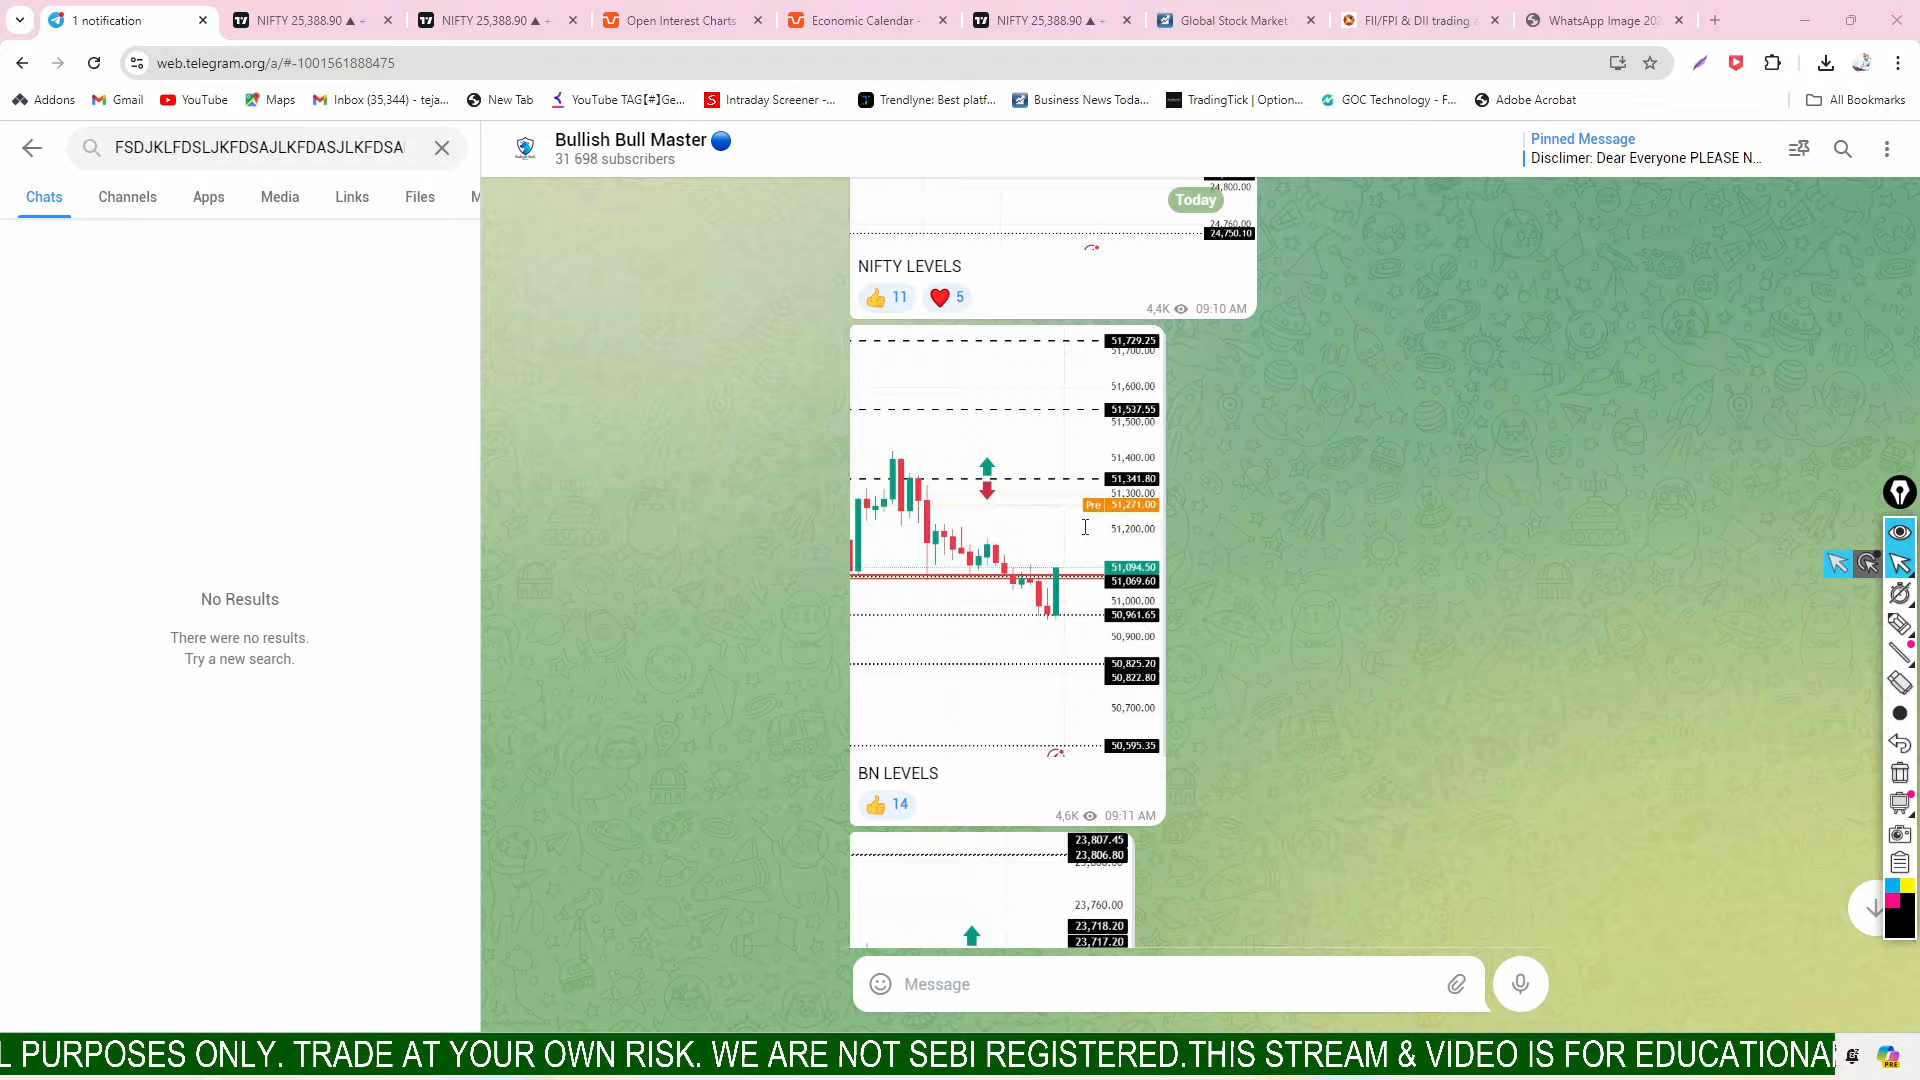 1 notification
NIFTY 25,388.90 ▲ +
NIFTY 25,388.90 ▲ +
Open Interest Charts
Economic Calendar -
NIFTY 25,388.90 ▲ +
Global Stock Market
FII/FPI & DII trading a
WhatsApp Image 202
web.telegram.org/a/#-1001561888475
Addons
Gmail
YouTube
Maps
Inbox (35,344) - teja...
New Tab
YouTube TAG【#】Ge...
Intraday Screener -...
Trendlyne: Best platf...
Business News Toda...
TradingTick | Option...
GOC Technology - F...
Adobe Acrobat
All Bookmarks
FSDJKLFDSLJKFDSAJLKFDASJLKFDSA
Chats
Channels
Apps
Media
Links
Files
M
No Results
There were no results.
Try a new search.
Bullish Bull Master
31 698 subscribers
Pinned Message
Disclimer: Dear Everyone PLEASE N...
Today
24,800.00
24,760.00
24,750.10
NIFTY LEVELS
11
5
4,4K 09:10 AM
51,729.25
51,700.00
51,600.00
51,537.55
51,500.00
51,400.00
51,341.80
51,300.00
Pre 51,271.00
51,200.00
51,094.50
51,069.60
51,000.00
50,961.65
50,900.00
50,825.20
50,822.80
50,700.00
50,595.35
BN LEVELS
14
4,6K 09:11 AM
23,807.45
23,806.80
23,760.00
23,718.20
23,717.20
Message
L PURPOSES ONLY. TRADE AT YOUR OWN RISK. WE ARE NOT SEBI REGISTERED.THIS STREAM & VIDEO IS FOR EDUCATIONA
PRE